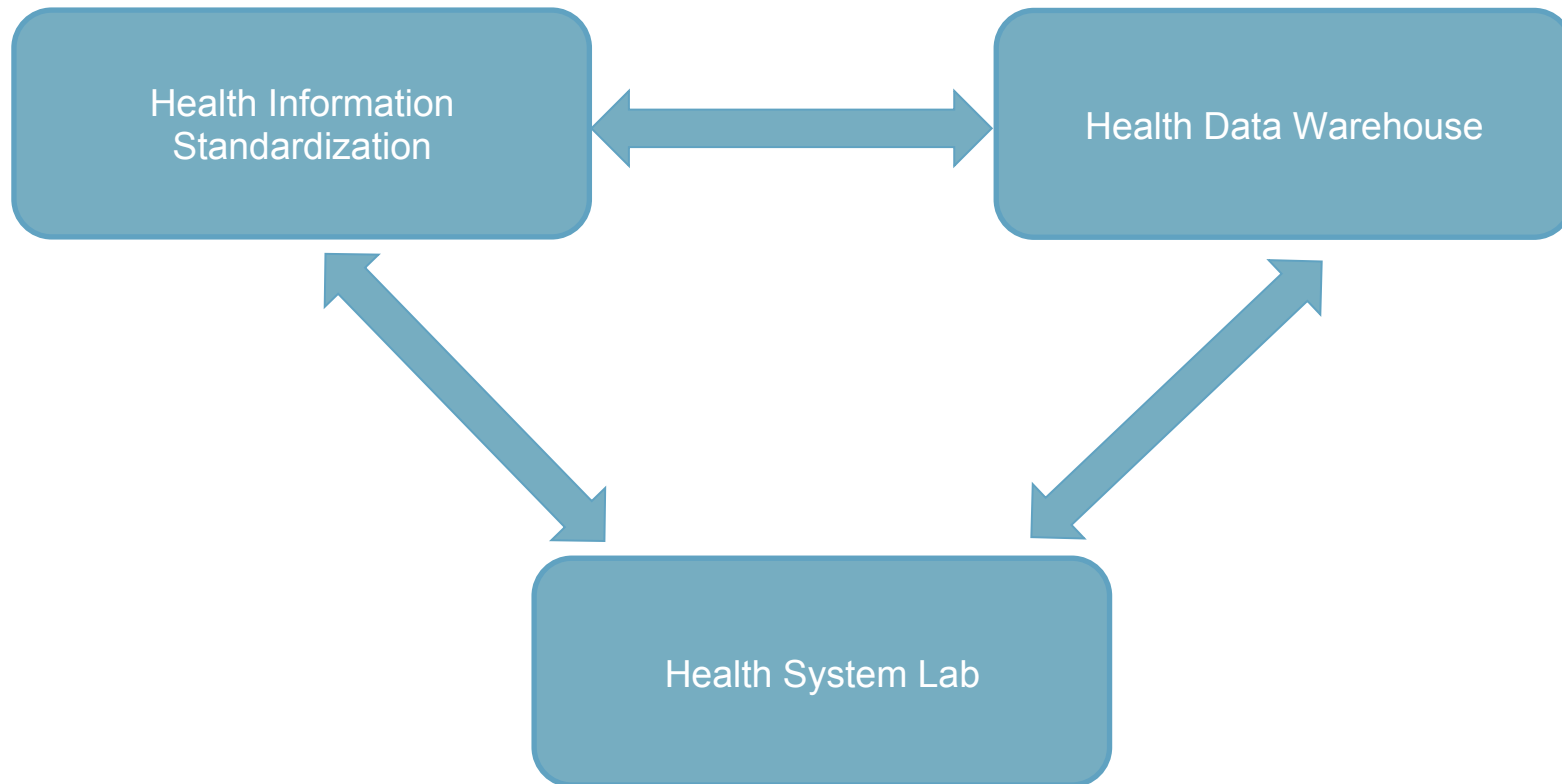 Health Information
Standardization
Health Data Warehouse
Health System Lab